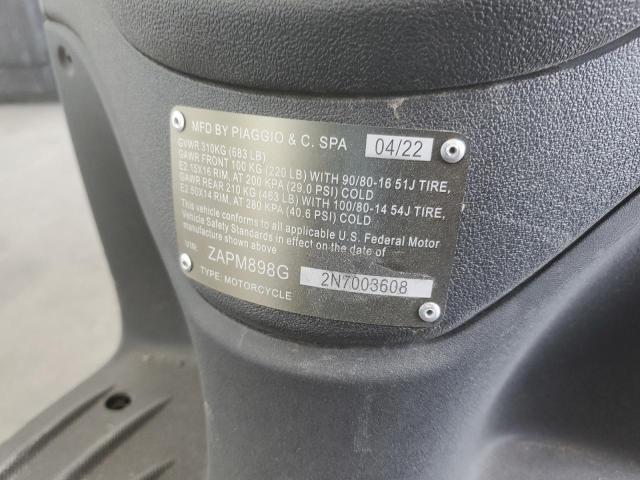 MFD BY PIAGGIO & C. SPA 04/22
GVWR 310KG (683 LB)
GAWR FRONT 100 KG (220 LB) WITH 90/80-16 51J TIRE,
E2.15X16 RIM, AT 200 KPA (29.0 PSI) COLD
GAWR REAR 210 KG (463 LB) WITH 100/80-14 54J TIRE,
E2.50X14 RIM, AT 280 KPA (40.6 PSI) COLD
This vehicle conforms to all applicable U.S. Federal Motor
Vehicle Safety Standards in effect on the date of
manufacture shown above
VIN: ZAPM898G 2N7003608
TYPE: MOTORCYCLE